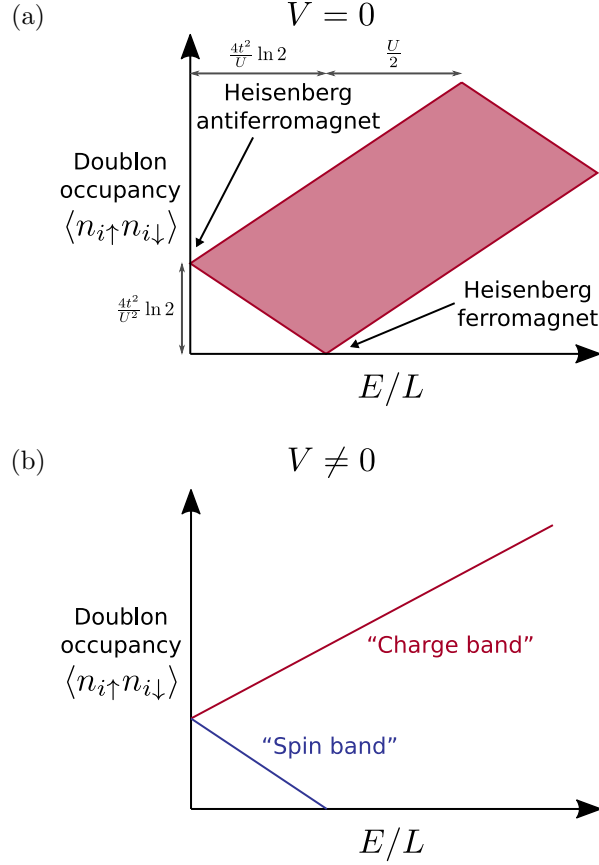 (a)
V = 0
4t²/U ln 2
U/2
Heisenberg
antiferromagnet
Doublon
occupancy
⟨n_{i↑} n_{i↓}⟩
4t²/U² ln 2
Heisenberg
ferromagnet
E/L
(b)
V ≠ 0
Doublon
occupancy
⟨n_{i↑} n_{i↓}⟩
“Charge band”
“Spin band”
E/L